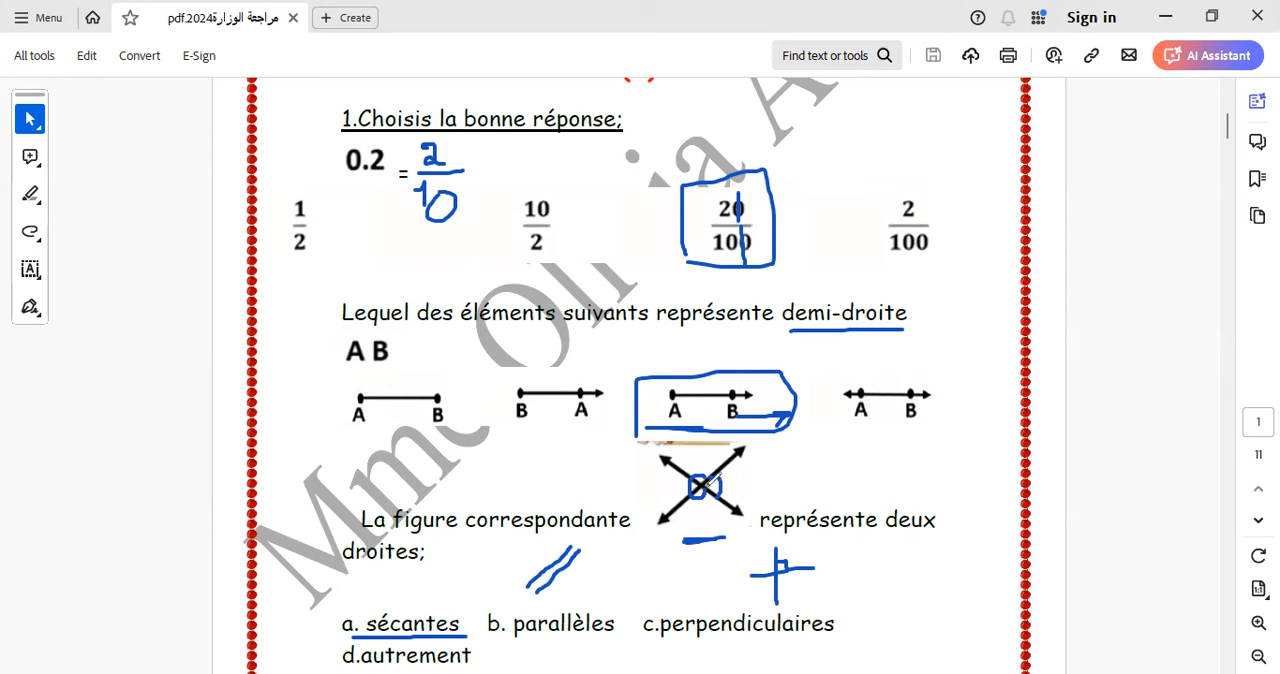 Menu
مراجعة الوزارة2024.pdf
Create
Sign in
All tools Edit Convert E-Sign
Find text or tools
AI Assistant
1.Choisis la bonne réponse;
0.2 = 2/10
1/2 10/2 20/100 2/100
Lequel des éléments suivants représente demi-droite
A B
A B B A A B A B
La figure correspondante représente deux
droites;
a. sécantes b. parallèles c.perpendiculaires
d.autrement
1
11